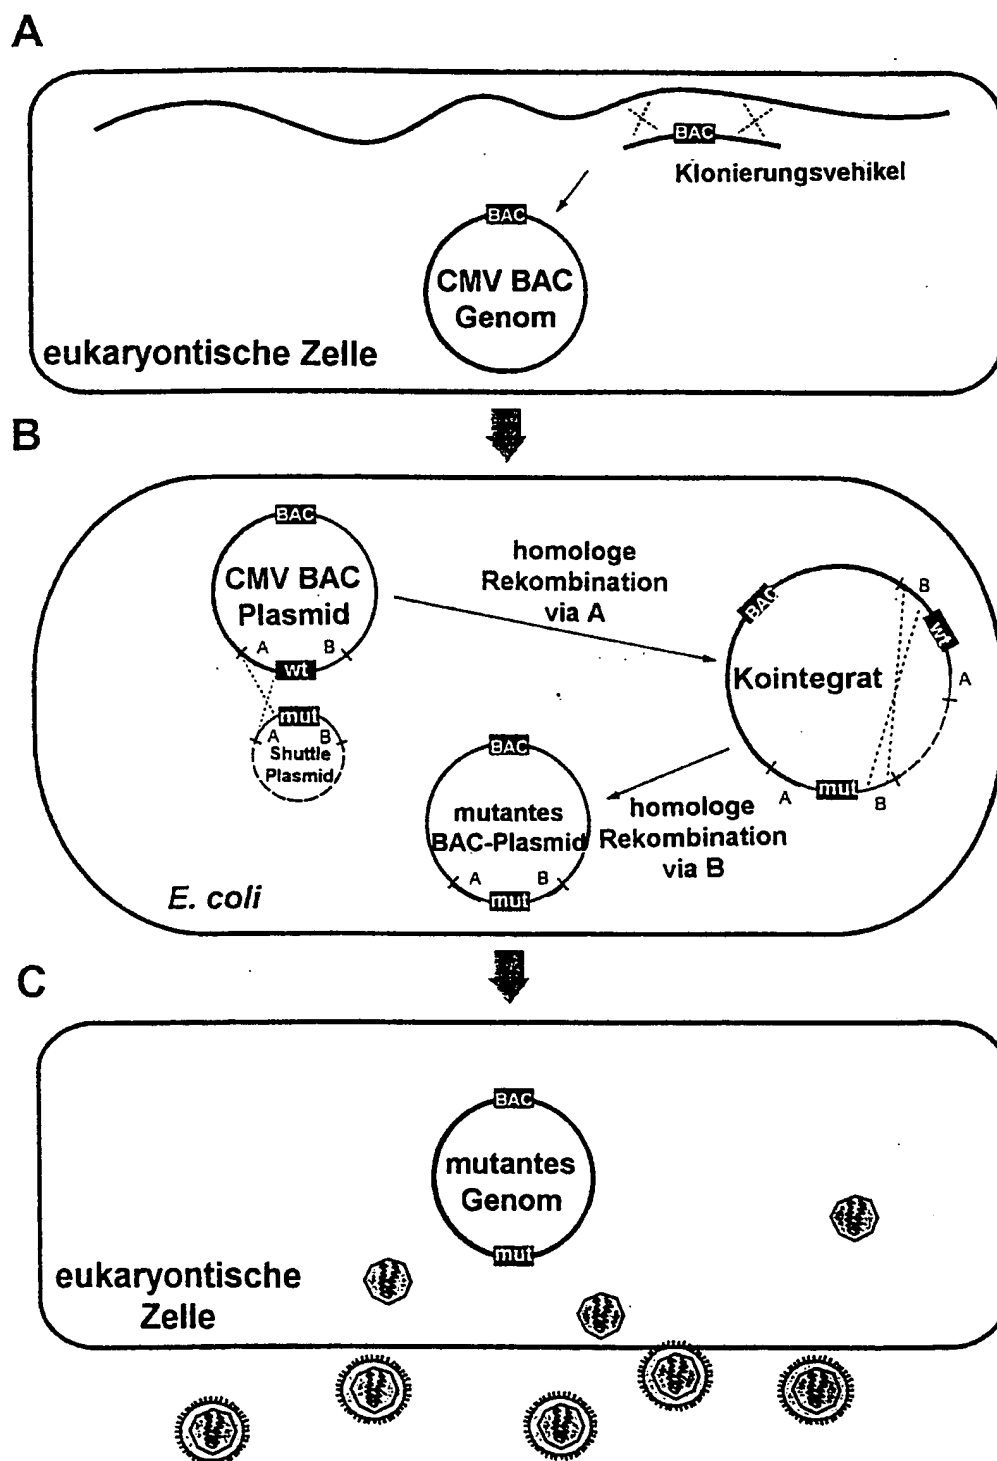 A
BAC
Klonierungsvehikel
BAC
CMV BAC
Genom
eukaryontische Zelle
B
BAC
CMV BAC
Plasmid
A
B
wt
mut
A
B
Shuttle
Plasmid
homologe
Rekombination
via A
BAC
B
wt
A
Kointegrat
A
mut
B
homologe
Rekombination
via B
BAC
mutantes
BAC-Plasmid
A
B
mut
E. coli
C
BAC
mutantes
Genom
mut
eukaryontische
Zelle